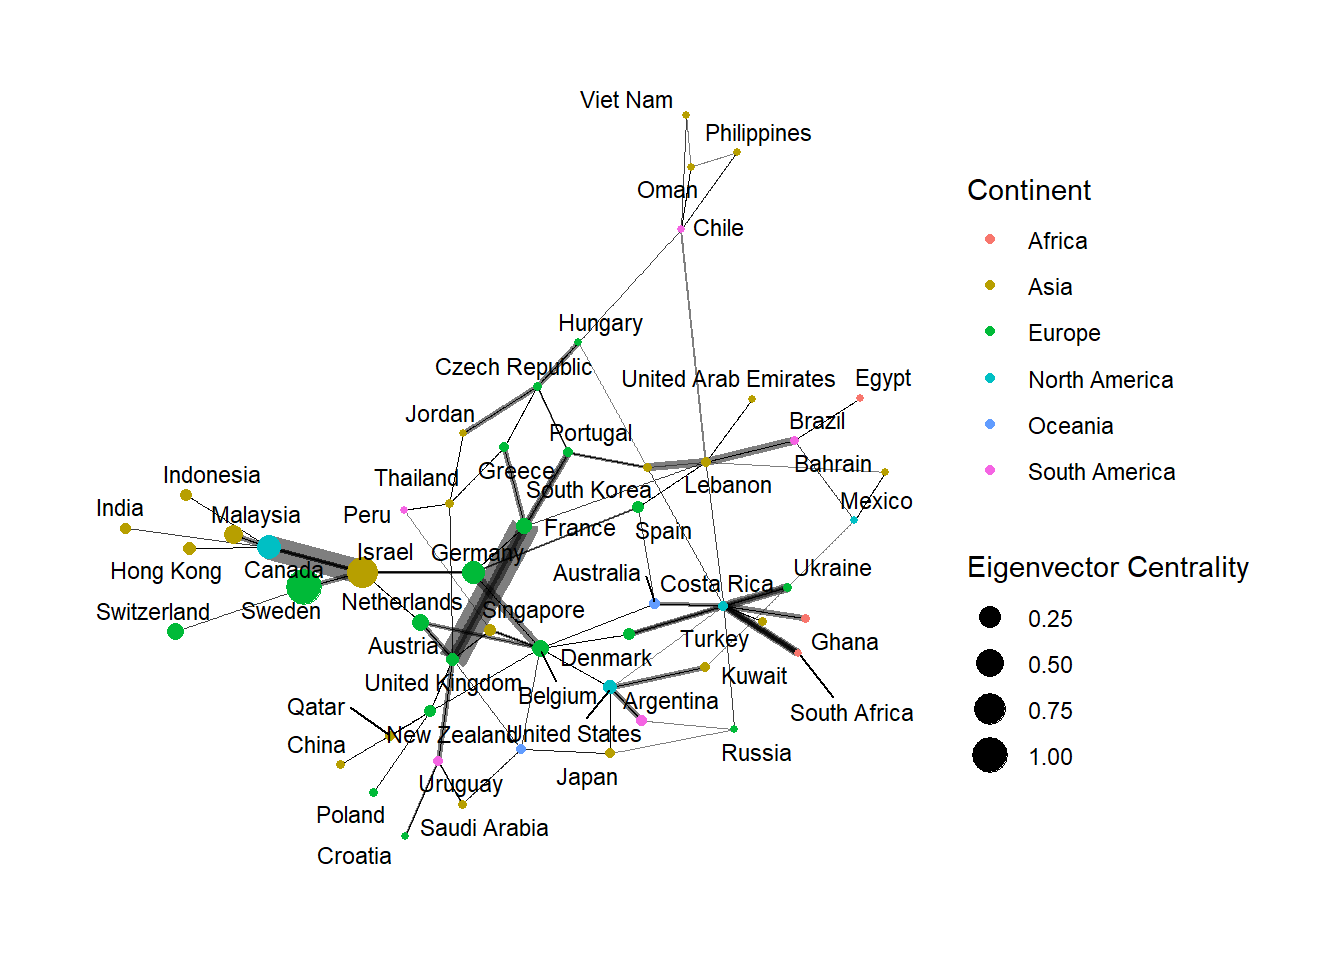 Viet Nam
Philippines
Oman
Chile
Hungary
Czech Republic
United Arab Emirates
Egypt
Jordan
Brazil
Portugal
Bahrain
Greece
Thailand
South Korea
Lebanon
Indonesia
Mexico
India
Malaysia
Peru
France
Spain
Israel
Germany
Hong Kong
Canada
Australia
Costa Rica
Ukraine
Switzerland
Sweden
Netherlands
Singapore
Austria
Turkey
Ghana
Denmark
Kuwait
United Kingdom
Belgium
Argentina
South Africa
Qatar
New Zealand
United States
China
Russia
Japan
Uruguay
Poland
Saudi Arabia
Croatia
Continent
Africa
Asia
Europe
North America
Oceania
South America
Eigenvector Centrality
0.25
0.50
0.75
1.00